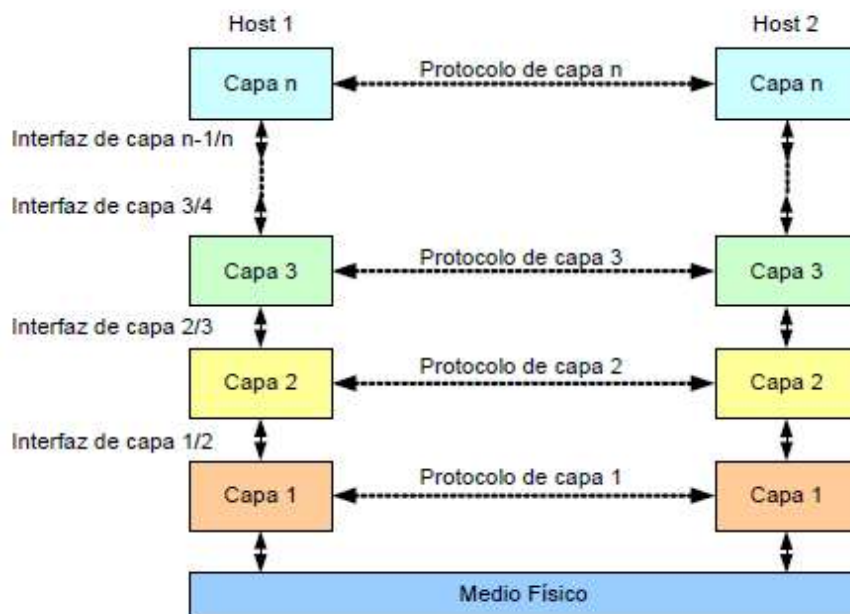 Host 1
Host 2
Capa n
Protocolo de capa n
Capa n
Interfaz de capa n-1/n
Interfaz de capa 3/4
Capa 3
Protocolo de capa 3
Capa 3
Interfaz de capa 2/3
Capa 2
Protocolo de capa 2
Capa 2
Interfaz de capa 1/2
Capa 1
Protocolo de capa 1
Capa 1
Medio Físico